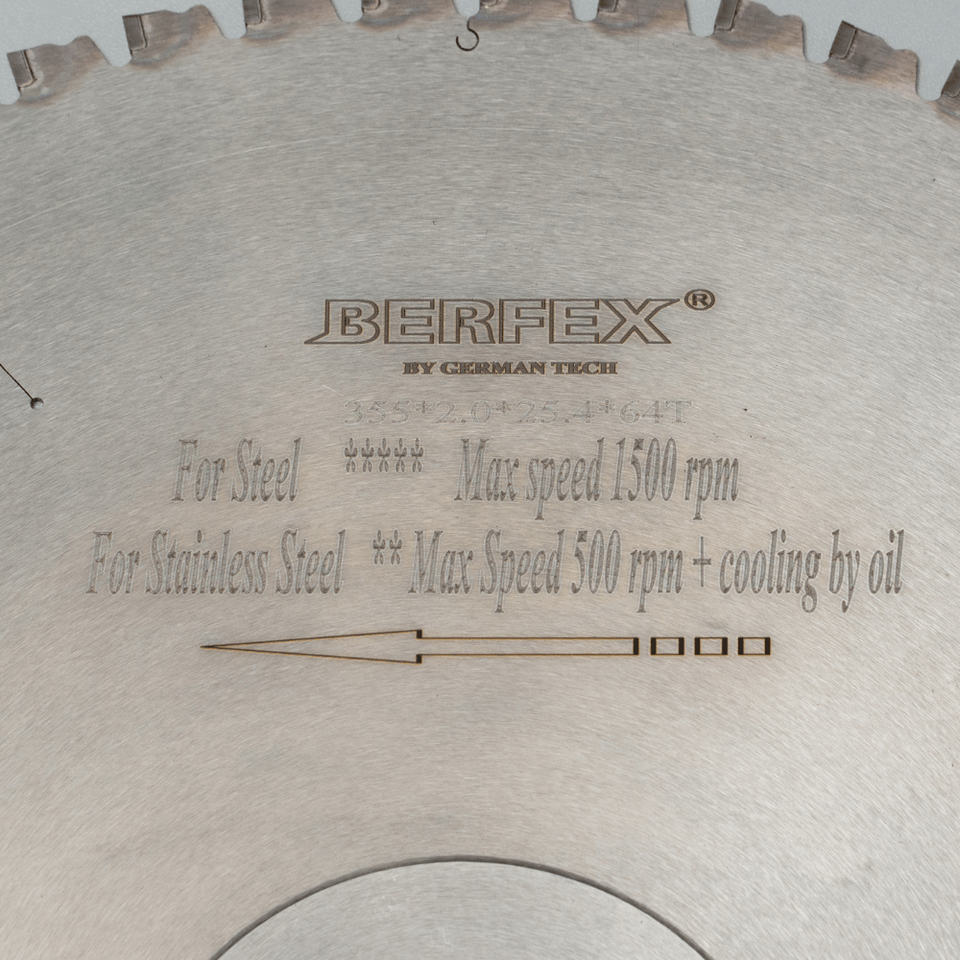 BERFEX®
BY GERMAN TECH
355*2.0*25.4*64T
For Steel ***** Max speed 1500 rpm
For Stainless Steel ** Max Speed 500 rpm + cooling by oil